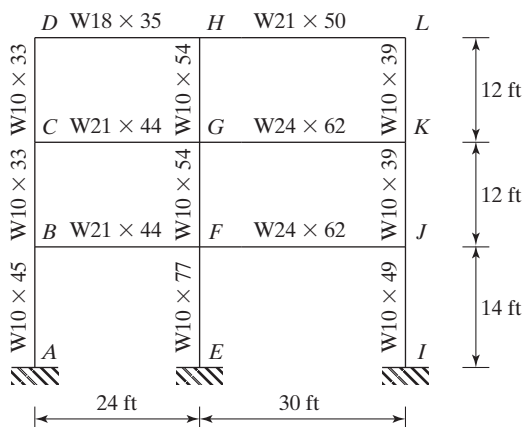 D W18 × 35 H W21 × 50 L
W10 × 33 W10 × 54 W10 × 39 12 ft
C W21 × 44 G W24 × 62 K
W10 × 33 W10 × 54 W10 × 39 12 ft
B W21 × 44 F W24 × 62 J
W10 × 45 W10 × 77 W10 × 49 14 ft
A E I
24 ft 30 ft